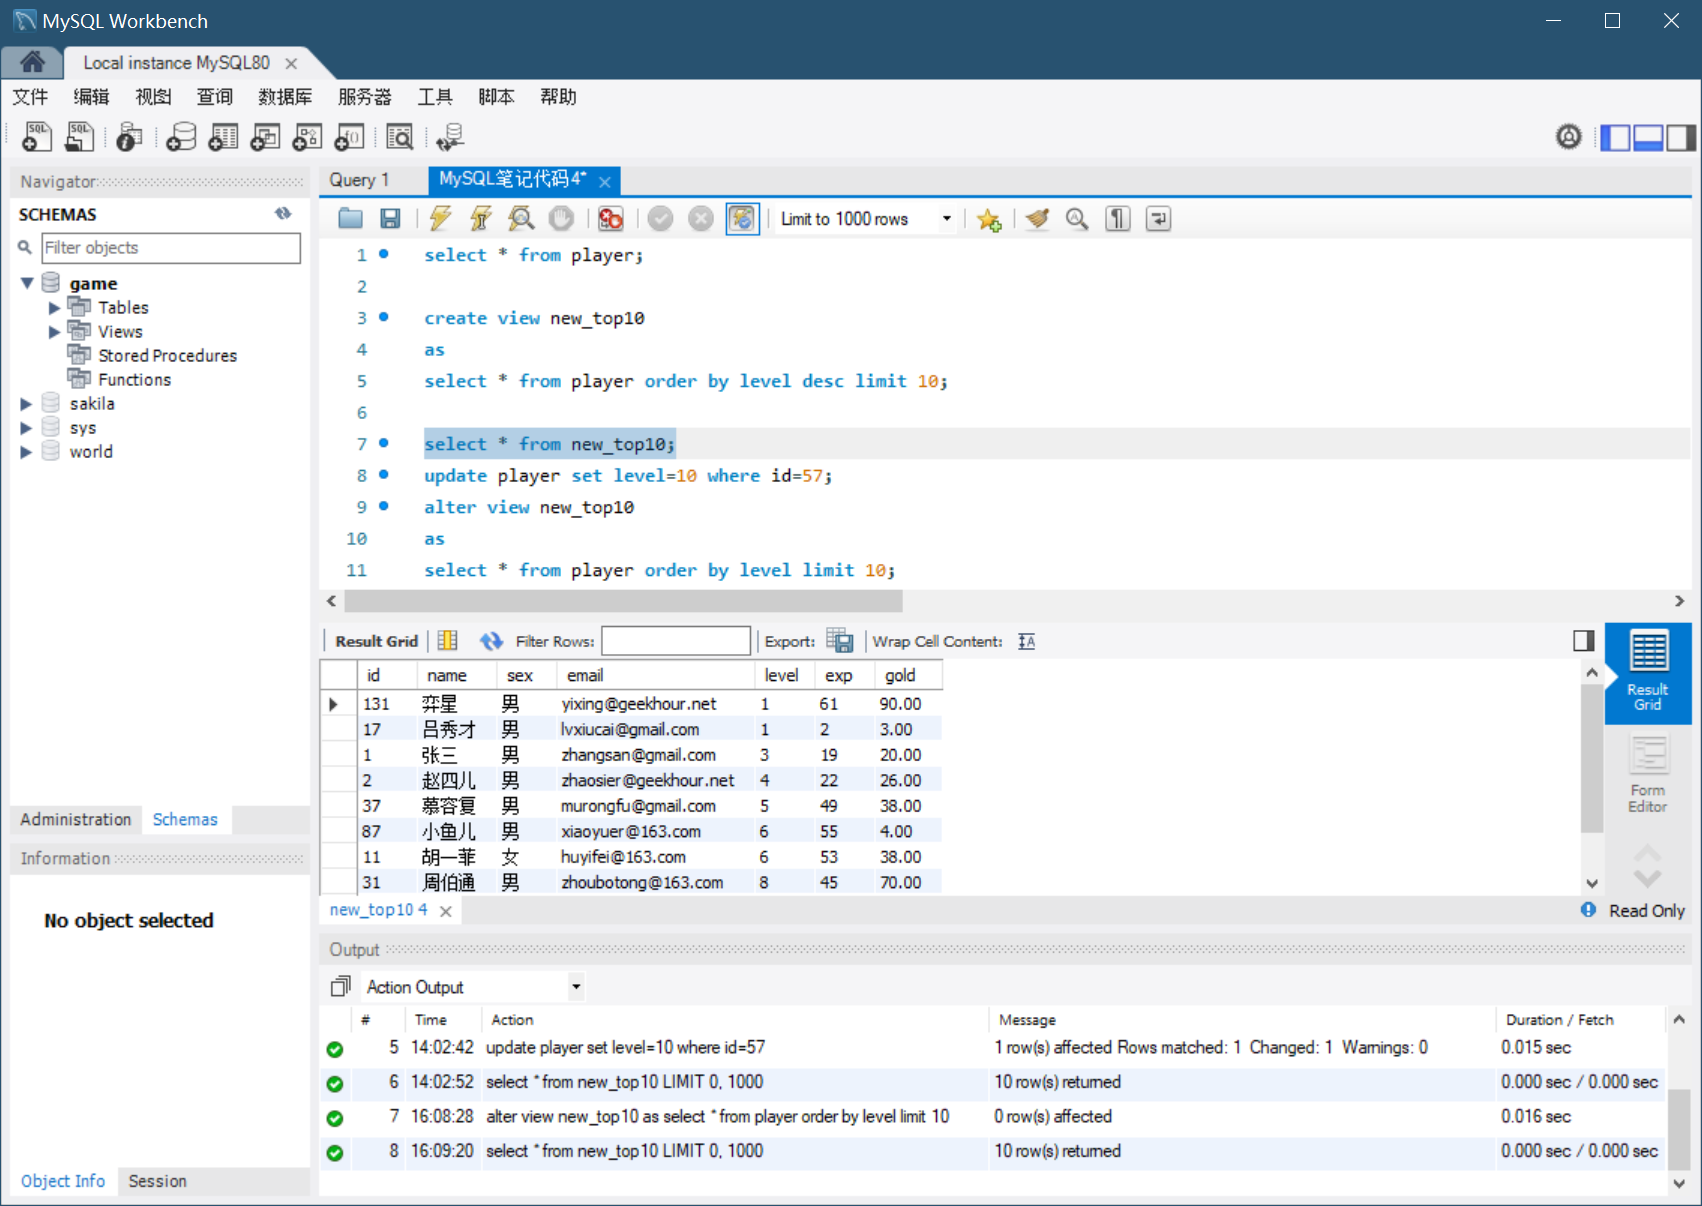 MySQL Workbench
Local instance MySQL80
文件 编辑 视图 查询 数据库 服务器 工具 脚本 帮助
Navigator
SCHEMAS
Filter objects
game
Tables
Views
Stored Procedures
Functions
sakila
sys
world
Administration Schemas
Information
No object selected
Object Info Session
Query 1 MySQL笔记代码4*
Limit to 1000 rows
1 select * from player;
2
3 create view new_top10
4 as
5 select * from player order by level desc limit 10;
6
7 select * from new_top10;
8 update player set level=10 where id=57;
9 alter view new_top10
10 as
11 select * from player order by level limit 10;
Result Grid Filter Rows: Export: Wrap Cell Content:
id name sex email level exp gold
131 弈星 男 yixing@geekhour.net 1 61 90.00
17 吕秀才 男 lvxiucai@gmail.com 1 2 3.00
1 张三 男 zhangsan@gmail.com 3 19 20.00
2 赵四儿 男 zhaosier@geekhour.net 4 22 26.00
37 慕容复 男 murongfu@gmail.com 5 49 38.00
87 小鱼儿 男 xiaoyuer@163.com 6 55 4.00
11 胡一菲 女 huyifei@163.com 6 53 38.00
31 周伯通 男 zhoubotong@163.com 8 45 70.00
Result
Grid
Form
Editor
new_top10 4
Read Only
Output
Action Output
# Time Action Message Duration / Fetch
5 14:02:42 update player set level=10 where id=57 1 row(s) affected Rows matched: 1 Changed: 1 Warnings: 0 0.015 sec
6 14:02:52 select * from new_top10 LIMIT 0, 1000 10 row(s) returned 0.000 sec / 0.000 sec
7 16:08:28 alter view new_top10 as select * from player order by level limit 10 0 row(s) affected 0.016 sec
8 16:09:20 select * from new_top10 LIMIT 0, 1000 10 row(s) returned 0.000 sec / 0.000 sec